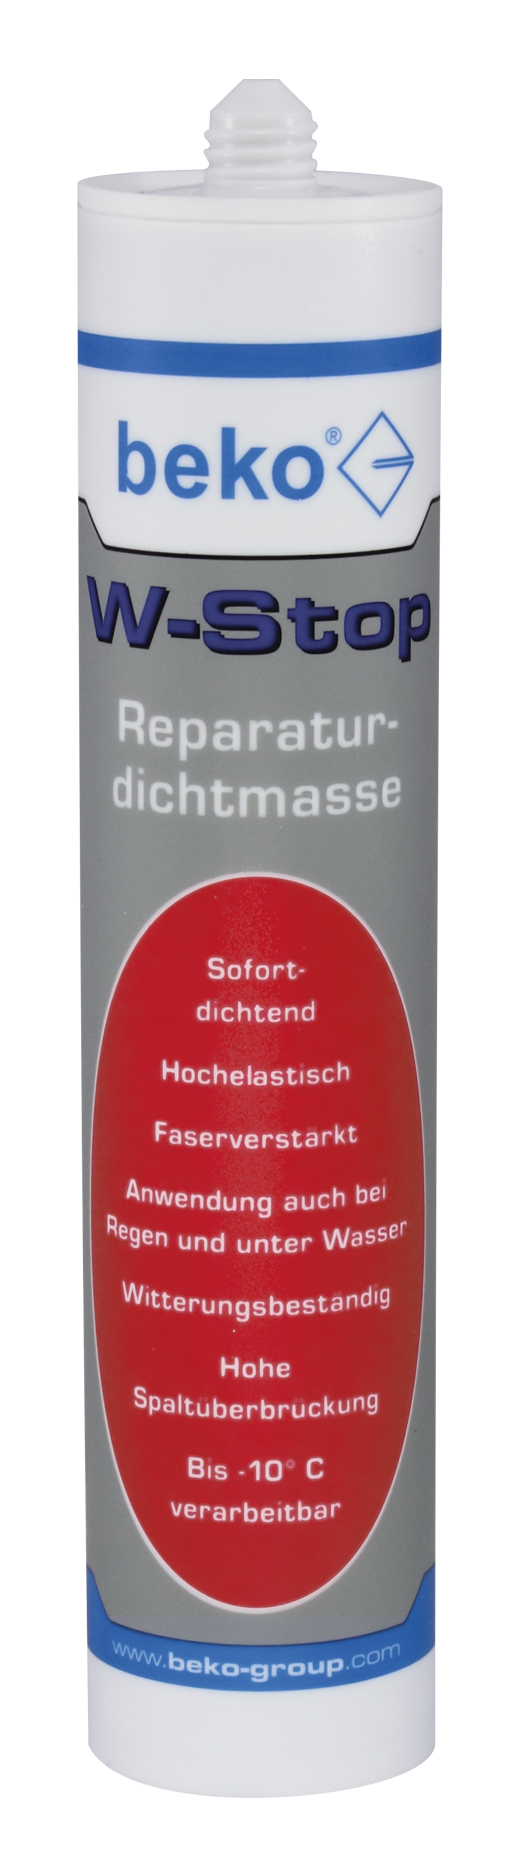 beko®
W-Stop
Reparatur-
dichtmasse
Sofort-
dichtend
Hochelastisch
Faserverstärkt
Anwendung auch bei
Regen und unter Wasser
Witterungsbeständig
Hohe
Spaltüberbrückung
Bis -10° C
verarbeitbar
www.beko-group.com